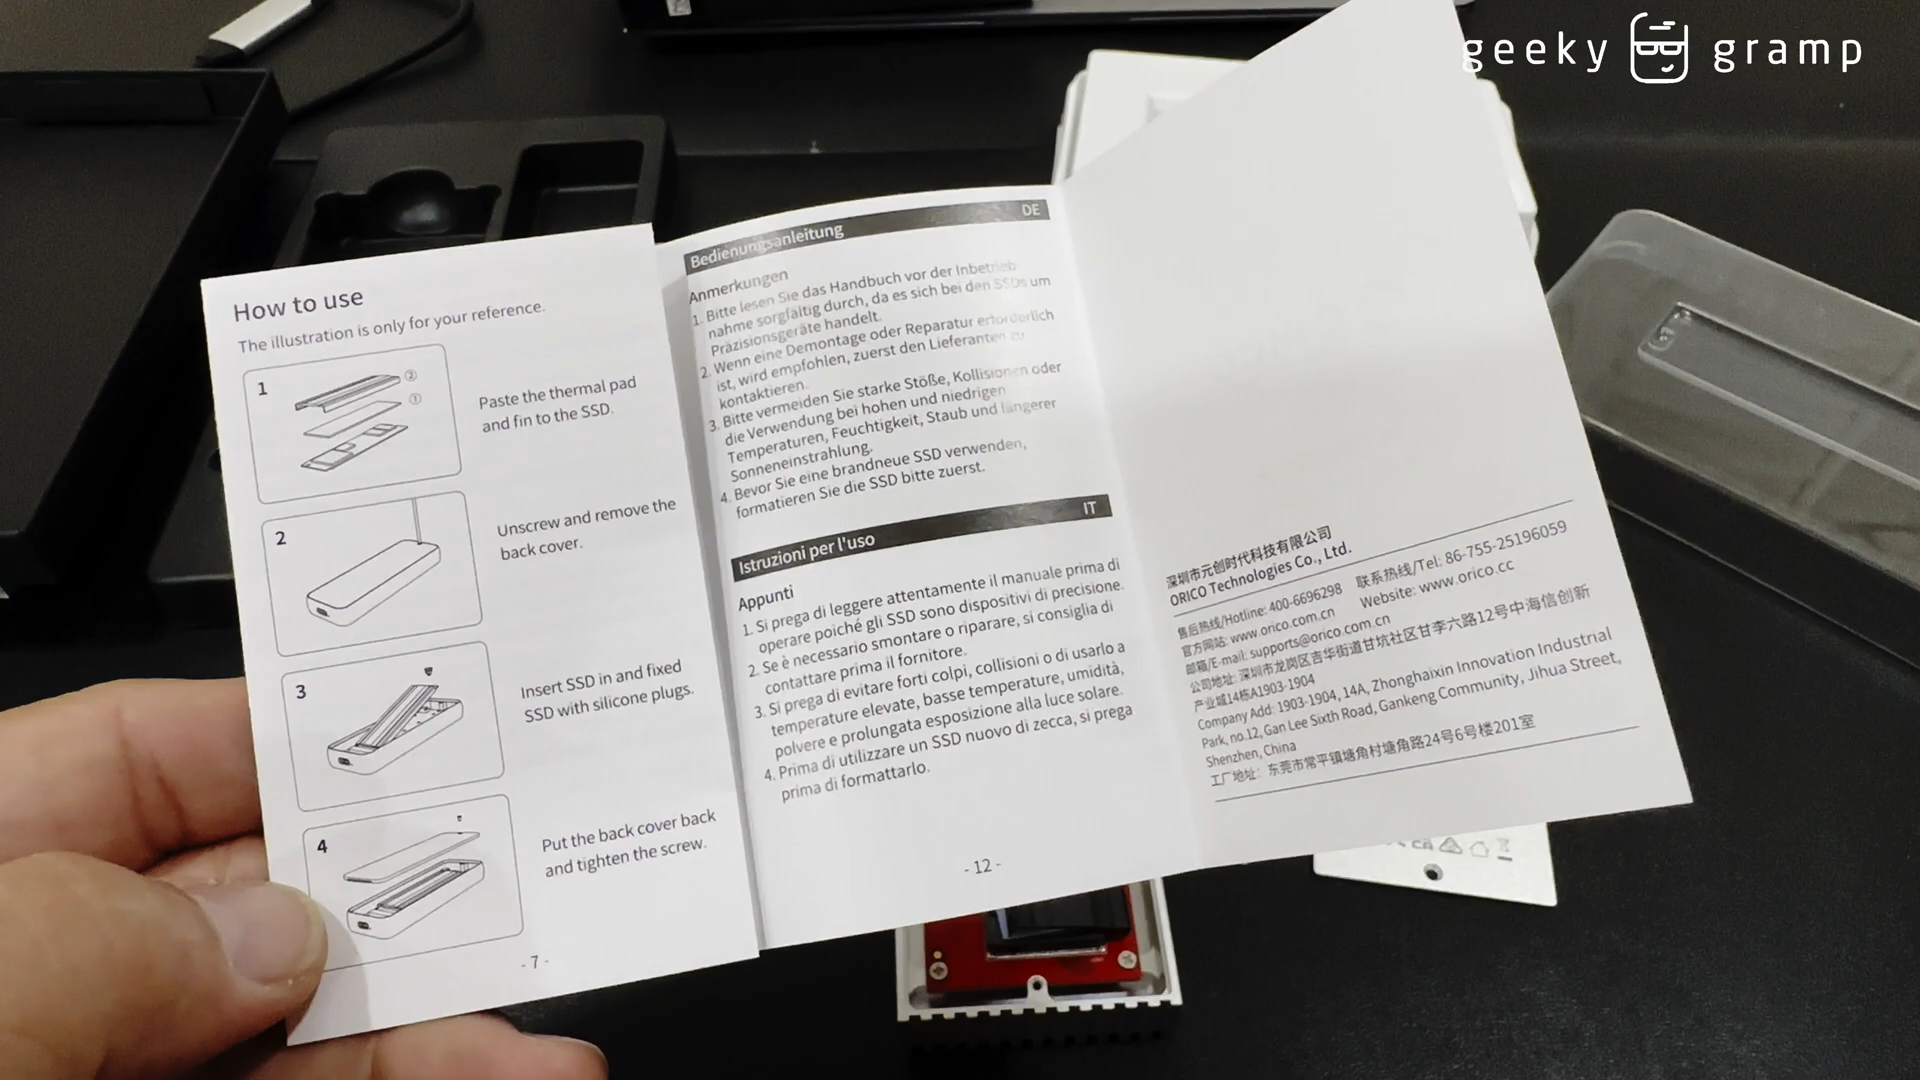 geeky gramp
How to use
The illustration is only for your reference.
1
②
①
Paste the thermal pad
and fin to the SSD.
2
Unscrew and remove the
back cover.
3
Insert SSD in and fixed
SSD with silicone plugs.
4
Put the back cover back
and tighten the screw.
- 7 -
Bedienungsanleitung DE
Anmerkungen
1. Bitte lesen Sie das Handbuch vor der Inbetrieb
nahme sorgfältig durch, da es sich bei den SSDs um
Präzisionsgeräte handelt.
2. Wenn eine Demontage oder Reparatur erforderlich
ist, wird empfohlen, zuerst den Lieferanten zu
kontaktieren.
3. Bitte vermeiden Sie starke Stöße, Kollisionen oder
die Verwendung bei hohen und niedrigen
Temperaturen, Feuchtigkeit, Staub und längerer
Sonneneinstrahlung.
4. Bevor Sie eine brandneue SSD verwenden,
formatieren Sie die SSD bitte zuerst.
Istruzioni per l'uso IT
Appunti
1. Si prega di leggere attentamente il manuale prima di
operare poiché gli SSD sono dispositivi di precisione.
2. Se è necessario smontare o riparare, si consiglia di
contattare prima il fornitore.
3. Si prega di evitare forti colpi, collisioni o di usarlo a
temperature elevate, basse temperature, umidità,
polvere e prolungata esposizione alla luce solare.
4. Prima di utilizzare un SSD nuovo di zecca, si prega
prima di formattarlo.
- 12 -
深圳市元创时代科技有限公司
ORICO Technologies Co., Ltd.
售后热线/Hotline: 400-6696298 联系热线/Tel: 86-755-25196059
官方网站: www.orico.com.cn Website: www.orico.cc
邮箱/E-mail: supports@orico.com.cn
公司地址: 深圳市龙岗区吉华街道甘坑社区甘李六路12号中海信创新
产业城14栋A1903-1904
Company Add: 1903-1904, 14A, Zhonghaixin Innovation Industrial
Park, no.12, Gan Lee Sixth Road, Gankeng Community, Jihua Street,
Shenzhen, China
工厂地址: 东莞市常平镇塘角村塘角路24号6号楼201室